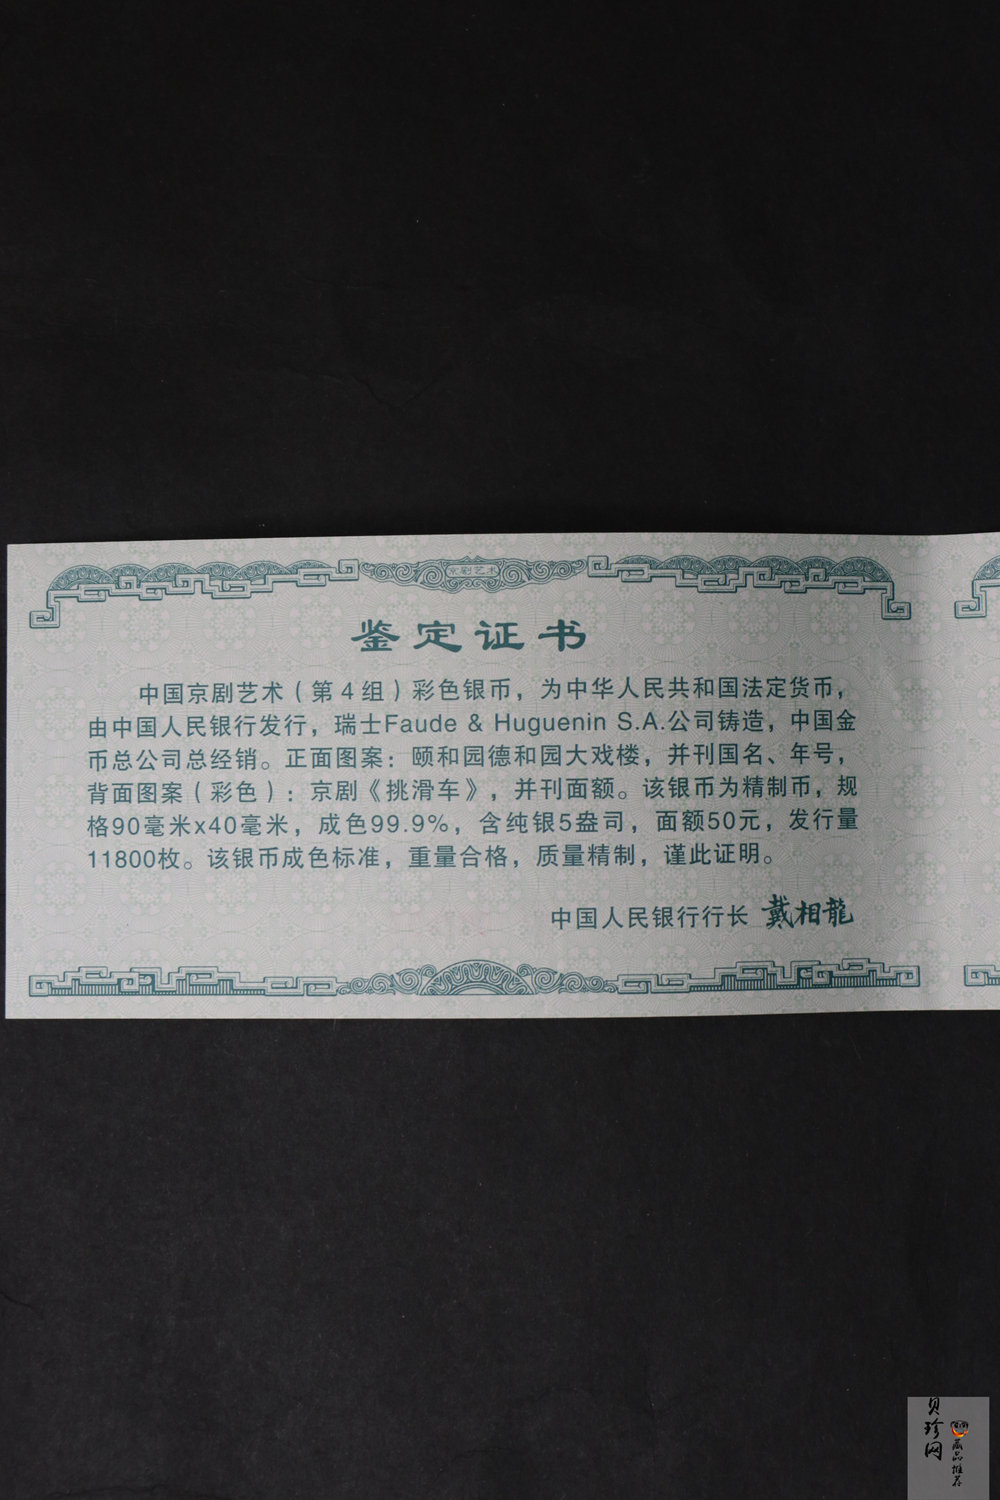 京剧艺术
鉴定证书
中国京剧艺术（第4组）彩色银币，为中华人民共和国法定货币，
由中国人民银行发行，瑞士Faude & Huguenin S.A.公司铸造，中国金
币总公司总经销。正面图案：颐和园德和园大戏楼，并刊国名、年号，
背面图案（彩色）：京剧《挑滑车》，并刊面额。该银币为精制币，规
格90毫米x40毫米，成色99.9%，含纯银5盎司，面额50元，发行量
11800枚。该银币成色标准，重量合格，质量精制，谨此证明。
中国人民银行行长 戴相龍
贝珍网
藏品推荐